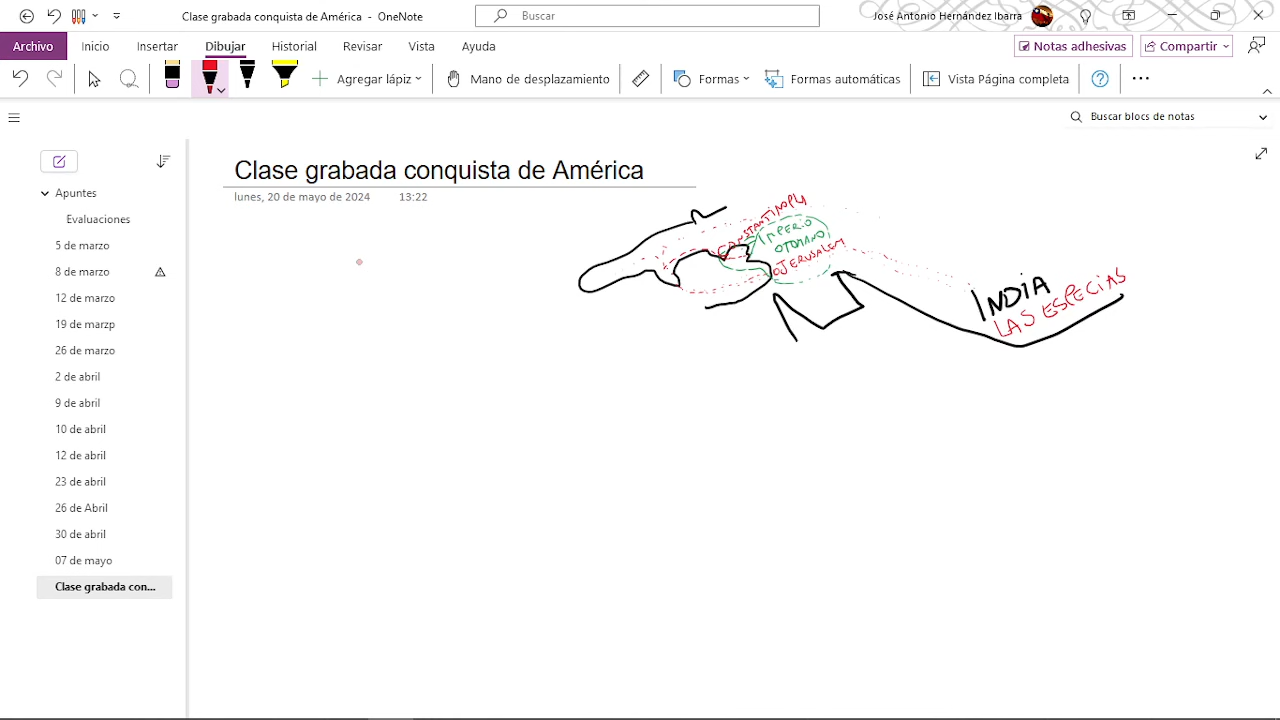 Clase grabada conquista de América - OneNote
Buscar
José Antonio Hernández Ibarra
Archivo
Inicio
Insertar
Dibujar
Historial
Revisar
Vista
Ayuda
Notas adhesivas
Compartir
Agregar lápiz
Mano de desplazamiento
Formas
Formas automáticas
Vista Página completa
Buscar blocs de notas
Apuntes
Evaluaciones
5 de marzo
8 de marzo
12 de marzo
19 de marzp
26 de marzo
2 de abril
9 de abril
10 de abril
12 de abril
23 de abril
26 de Abril
30 de abril
07 de mayo
Clase grabada con...
Clase grabada conquista de América
lunes, 20 de mayo de 2024 13:22
IMPERIO
OTOMANO
JERUSALEM
INDIA
LAS ESPECIAS